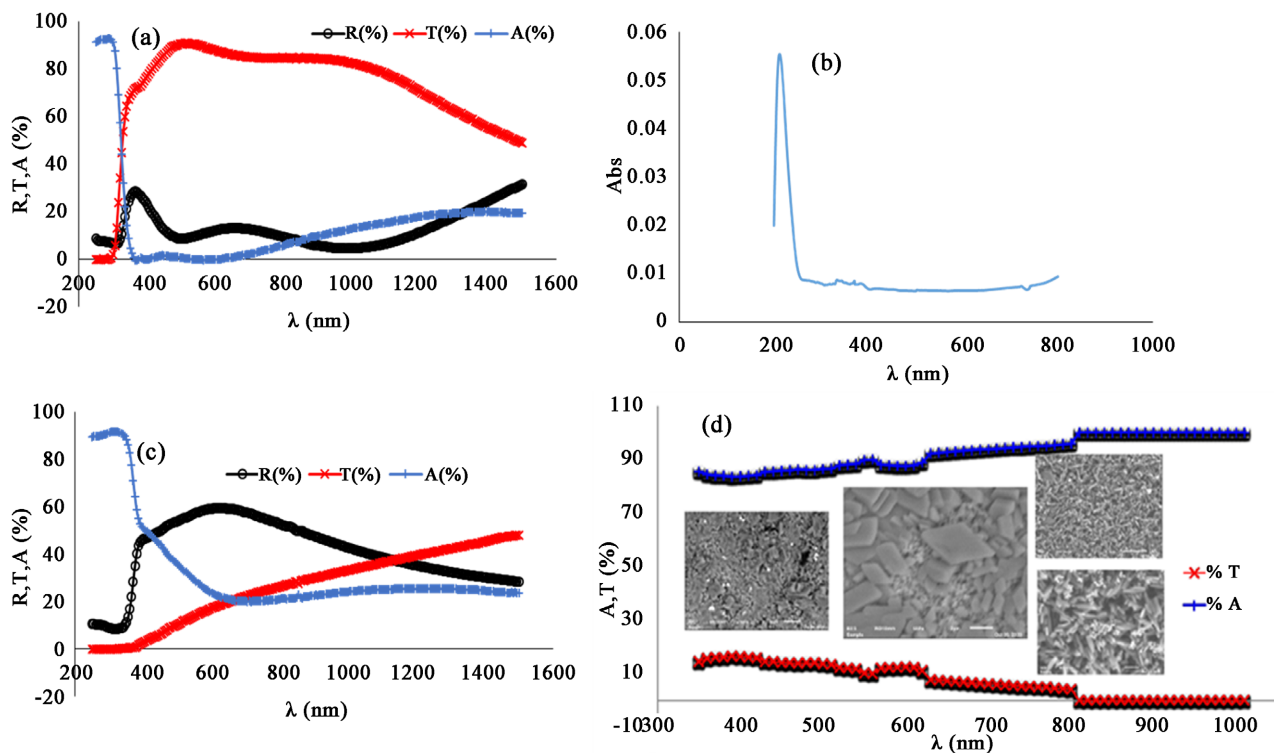 (a)
R(%) T(%) A(%)
R,T,A (%)
100
80
60
40
20
0
-20
200 400 600 800 1000 1200 1400 1600
λ (nm)
(b)
Abs
0.06
0.05
0.04
0.03
0.02
0.01
0
0 200 400 600 800 1000
λ (nm)
(c)
R(%) T(%) A(%)
R,T,A (%)
100
80
60
40
20
0
-20
200 400 600 800 1000 1200 1400 1600
λ (nm)
(d)
A,T (%)
110
90
70
50
30
10
-10
300 400 500 600 700 800 900 1000
λ (nm)
% T
% A